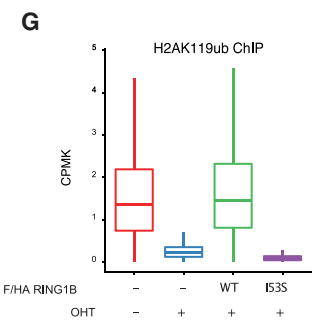 G
H2AK119ub ChIP
CPMK
5
4
3
2
1
0
F/HA RING1B – – WT I53S
OHT – + + +